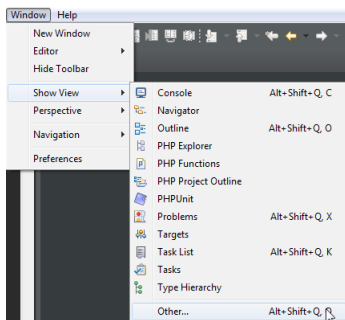 Window Help
New Window
Editor
Hide Toolbar
Show View
Perspective
Navigation
Preferences
Console Alt+Shift+Q, C
Navigator
Outline Alt+Shift+Q, O
PHP Explorer
PHP Functions
PHP Project Outline
PHPUnit
Problems Alt+Shift+Q, X
Targets
Task List Alt+Shift+Q, K
Tasks
Type Hierarchy
Other... Alt+Shift+Q,